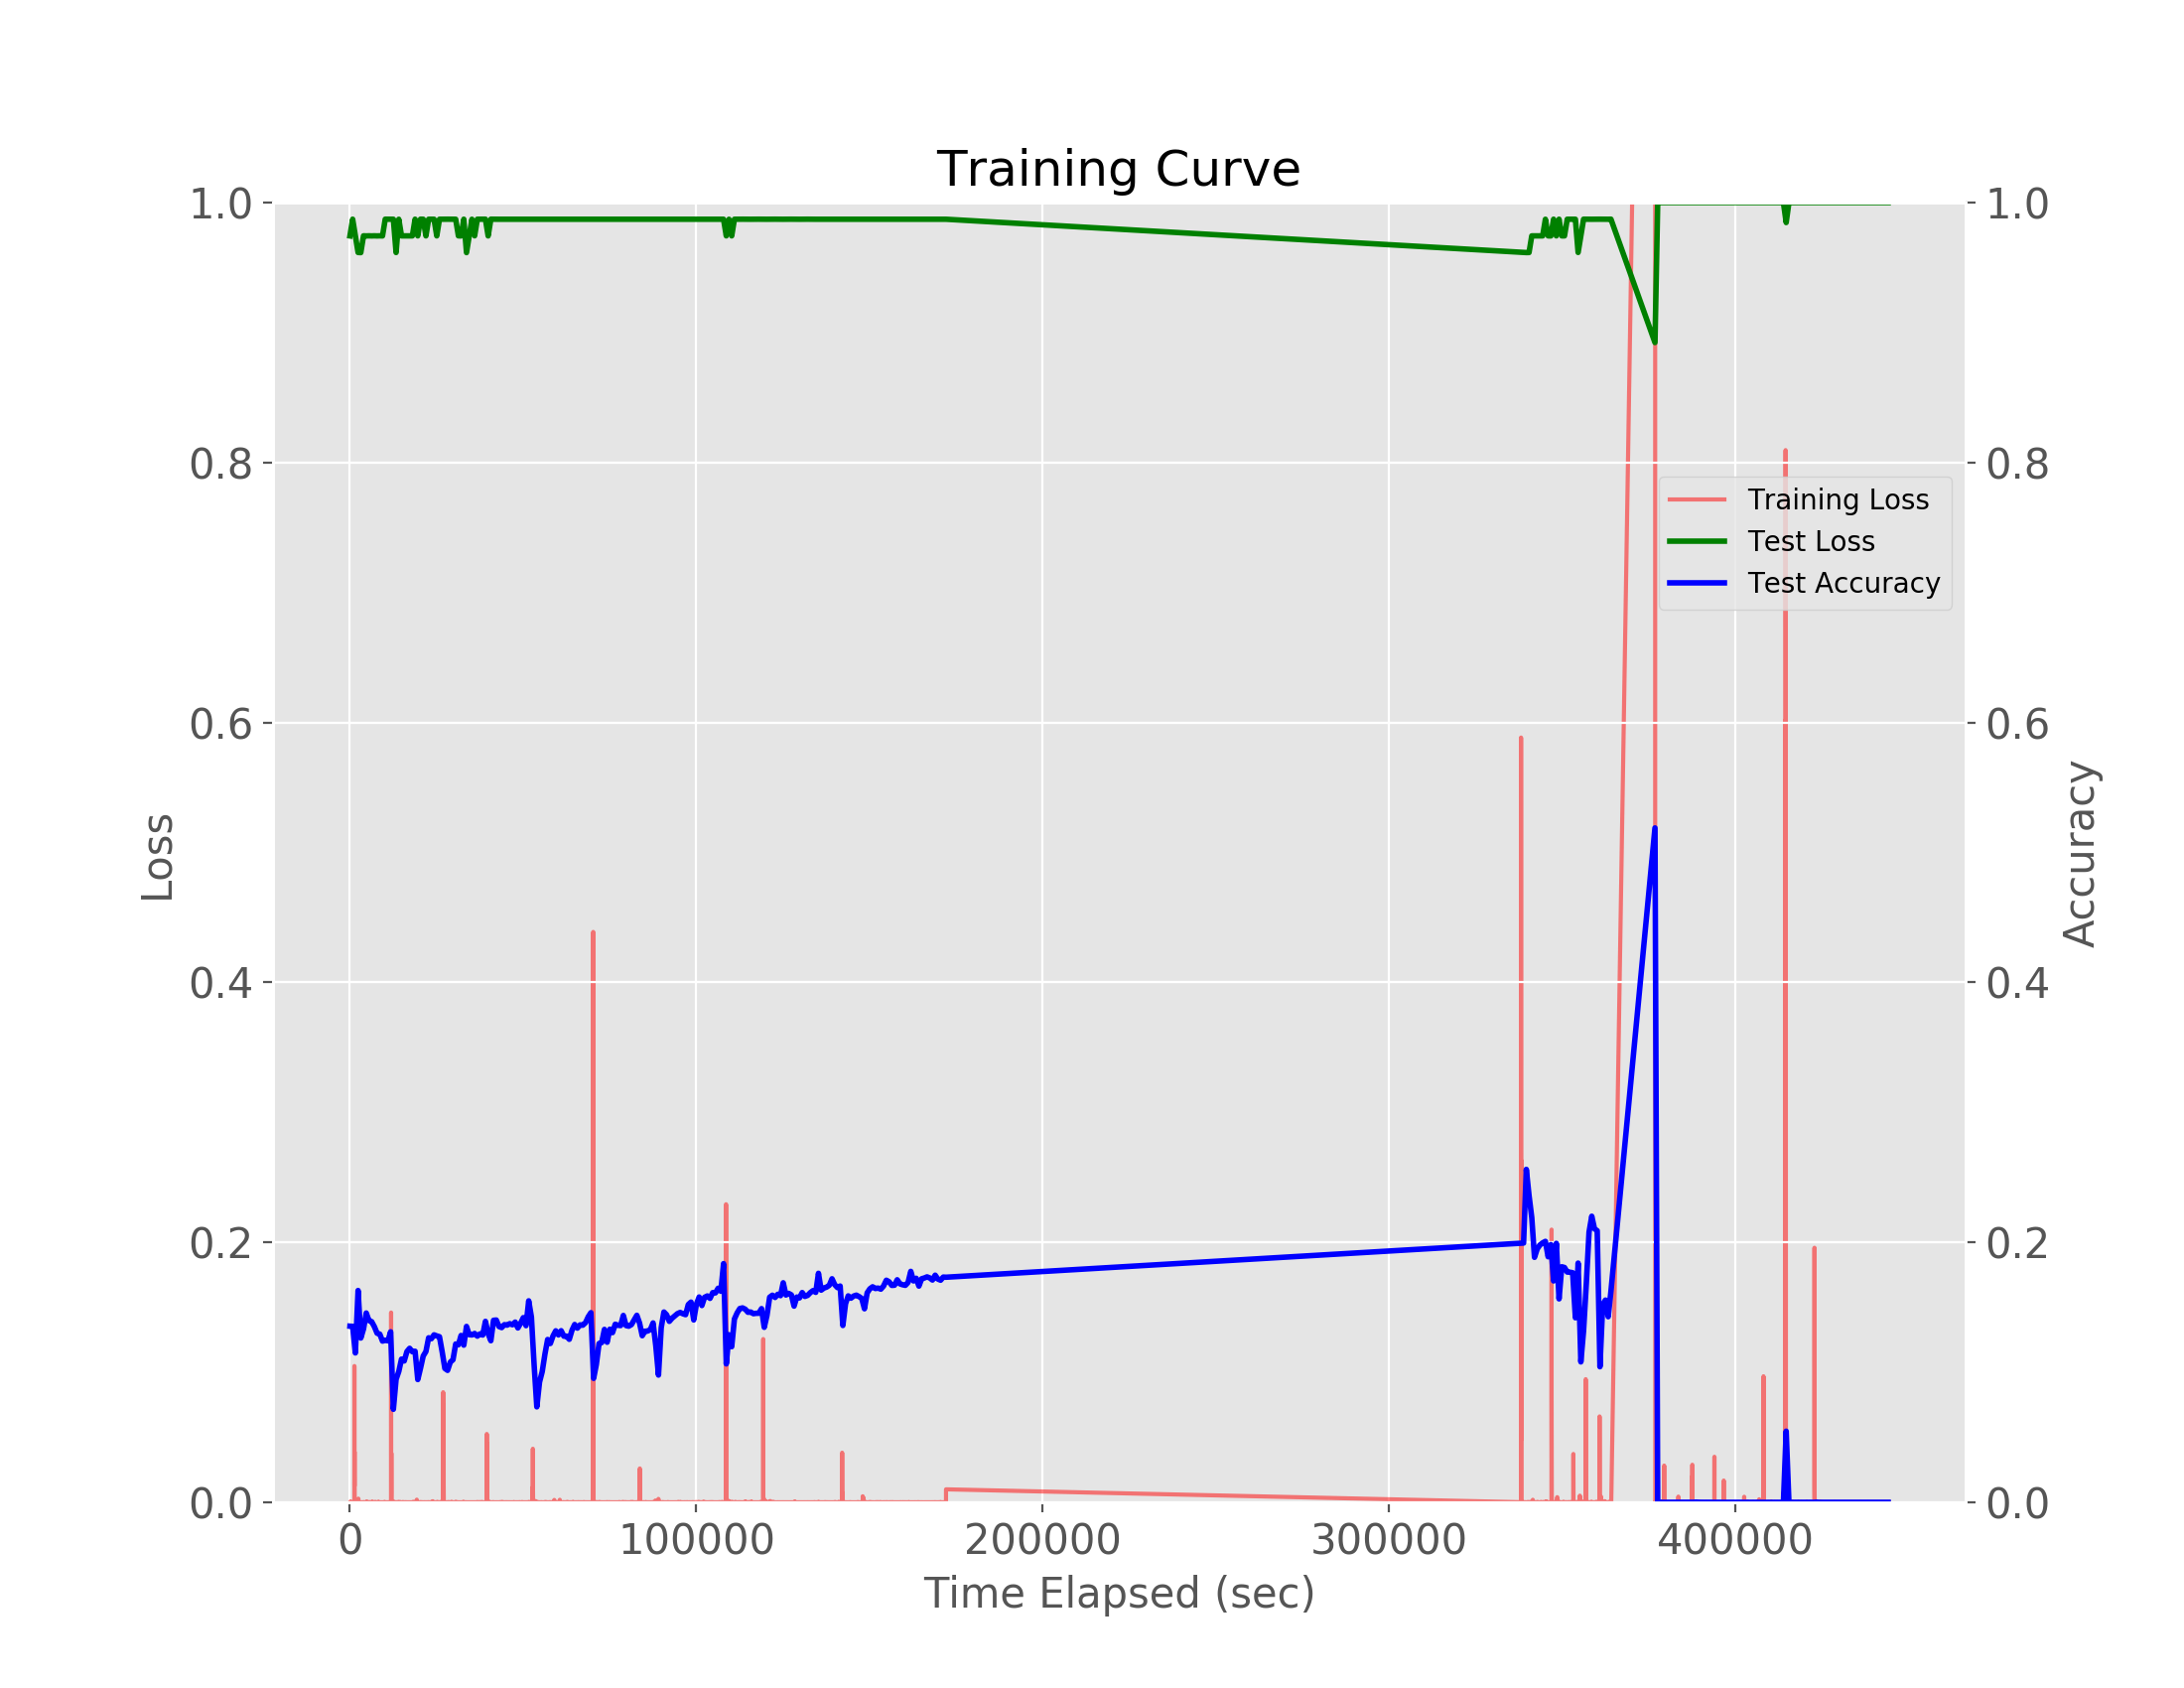 Training Curve
1.0
0.8
0.6
0.4
0.2
0.0
Loss
1.0
0.8
0.6
0.4
0.2
0.0
Accuracy
Training Loss
Test Loss
Test Accuracy
0 100000 200000 300000 400000
Time Elapsed (sec)